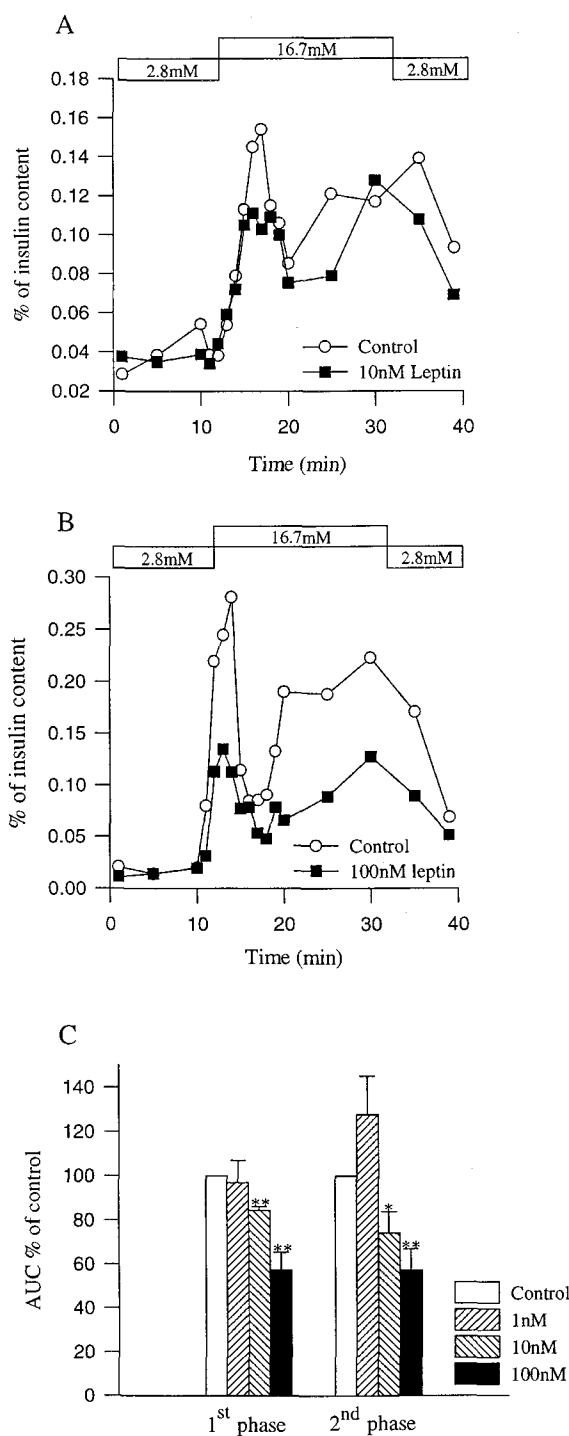 A
16.7mM
2.8mM 2.8mM
0.18
0.16
0.14
0.12
0.10
0.08
0.06
0.04
0.02
% of insulin content
Control
10nM Leptin
0 10 20 30 40
Time (min)
B
16.7mM
2.8mM 2.8mM
0.30
0.25
0.20
0.15
0.10
0.05
0.00
% of insulin content
Control
100nM leptin
0 10 20 30 40
Time (min)
C
140
120
100
80
60
40
20
0
AUC % of control
** ** * **
Control
1nM
10nM
100nM
1st phase 2nd phase